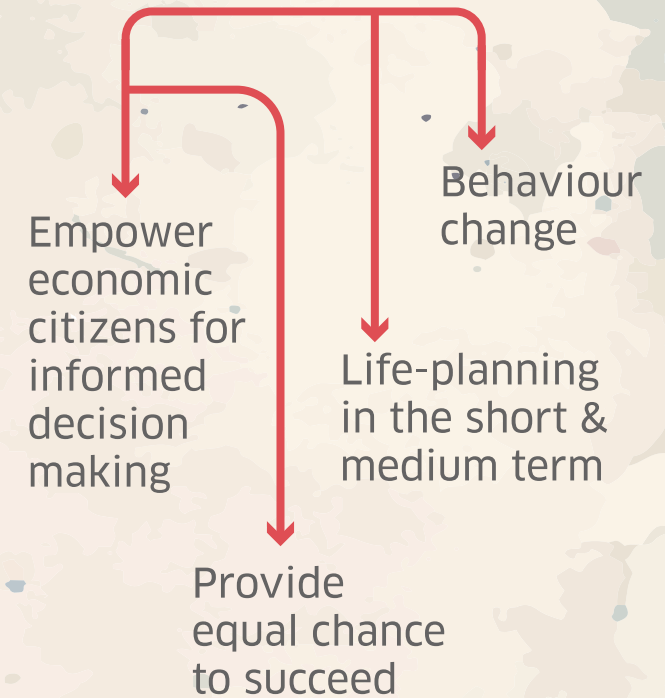 Behaviour
change
Empower
economic
citizens for
informed
decision
making
Life-planning
in the short &
medium term
Provide
equal chance
to succeed